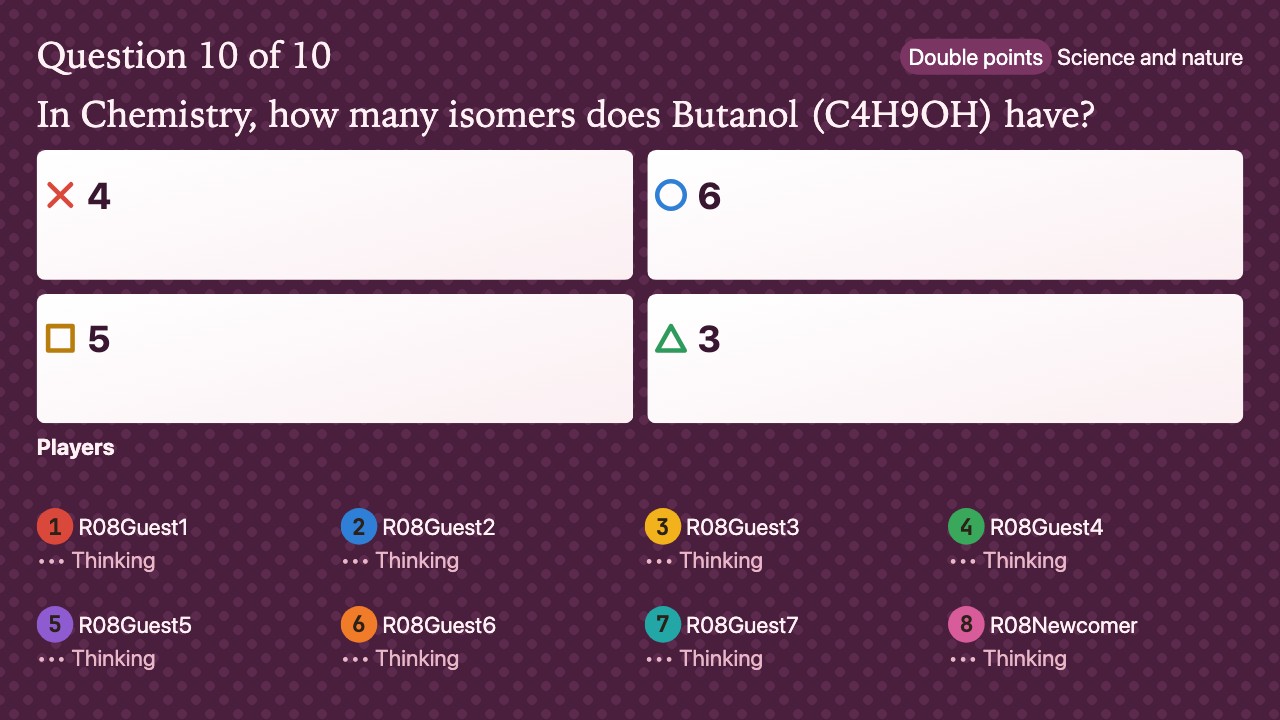 Question 10 of 10
Double points Science and nature
In Chemistry, how many isomers does Butanol (C4H9OH) have?
4
6
5
3
Players
1 R08Guest1
••• Thinking
2 R08Guest2
••• Thinking
3 R08Guest3
••• Thinking
4 R08Guest4
••• Thinking
5 R08Guest5
••• Thinking
6 R08Guest6
••• Thinking
7 R08Guest7
••• Thinking
8 R08Newcomer
••• Thinking